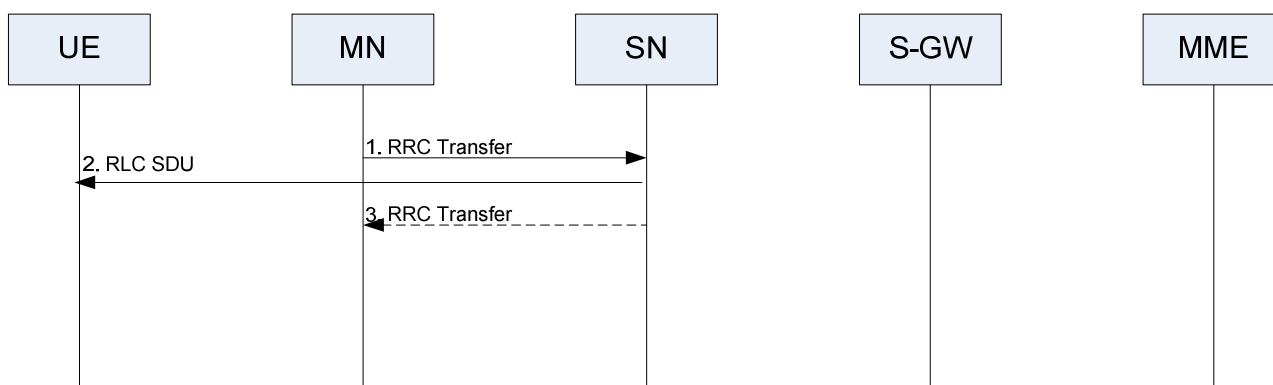 UE
MN
SN
S-GW
MME
1. RRC Transfer
2. RLC SDU
3. RRC Transfer